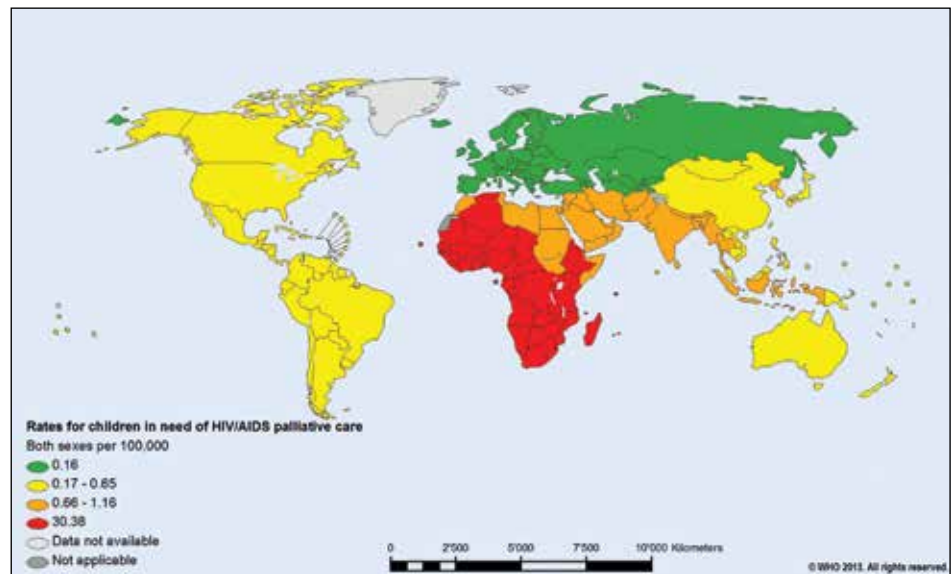 Rates for children in need of HIV/AIDS palliative care
Both sexes per 100,000
0.16
0.17 - 0.65
0.66 - 1.16
30.38
Data not available
Not applicable
0 2'500 5'000 7'500 10'000 Kilometers
© WHO 2013. All rights reserved